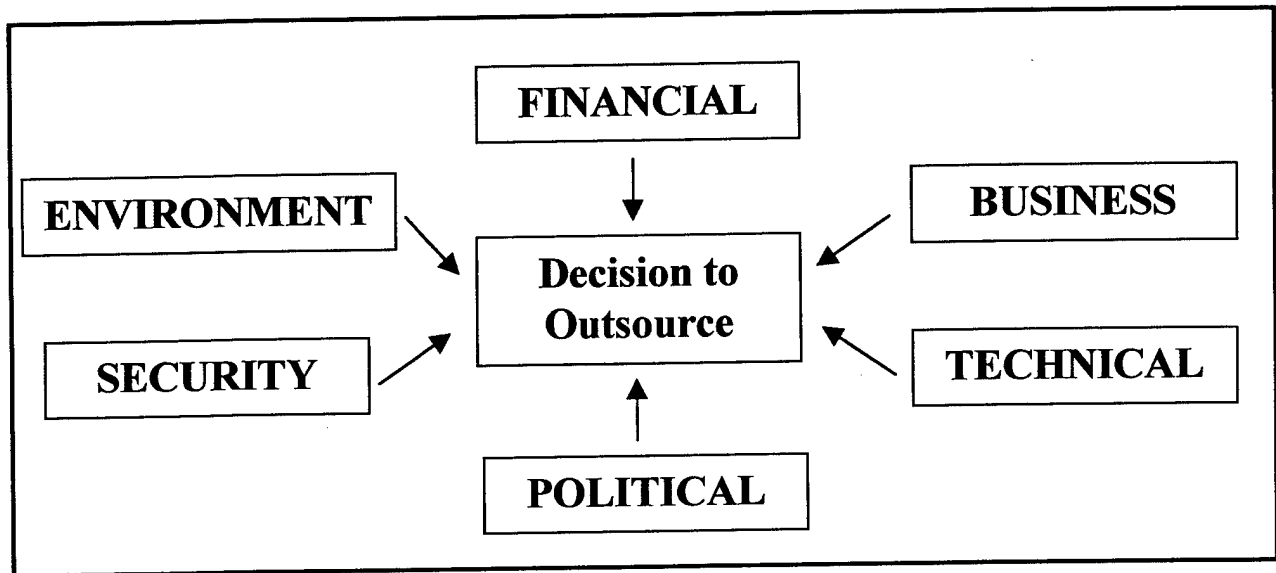 FINANCIAL
ENVIRONMENT
BUSINESS
Decision to
Outsource
SECURITY
TECHNICAL
POLITICAL